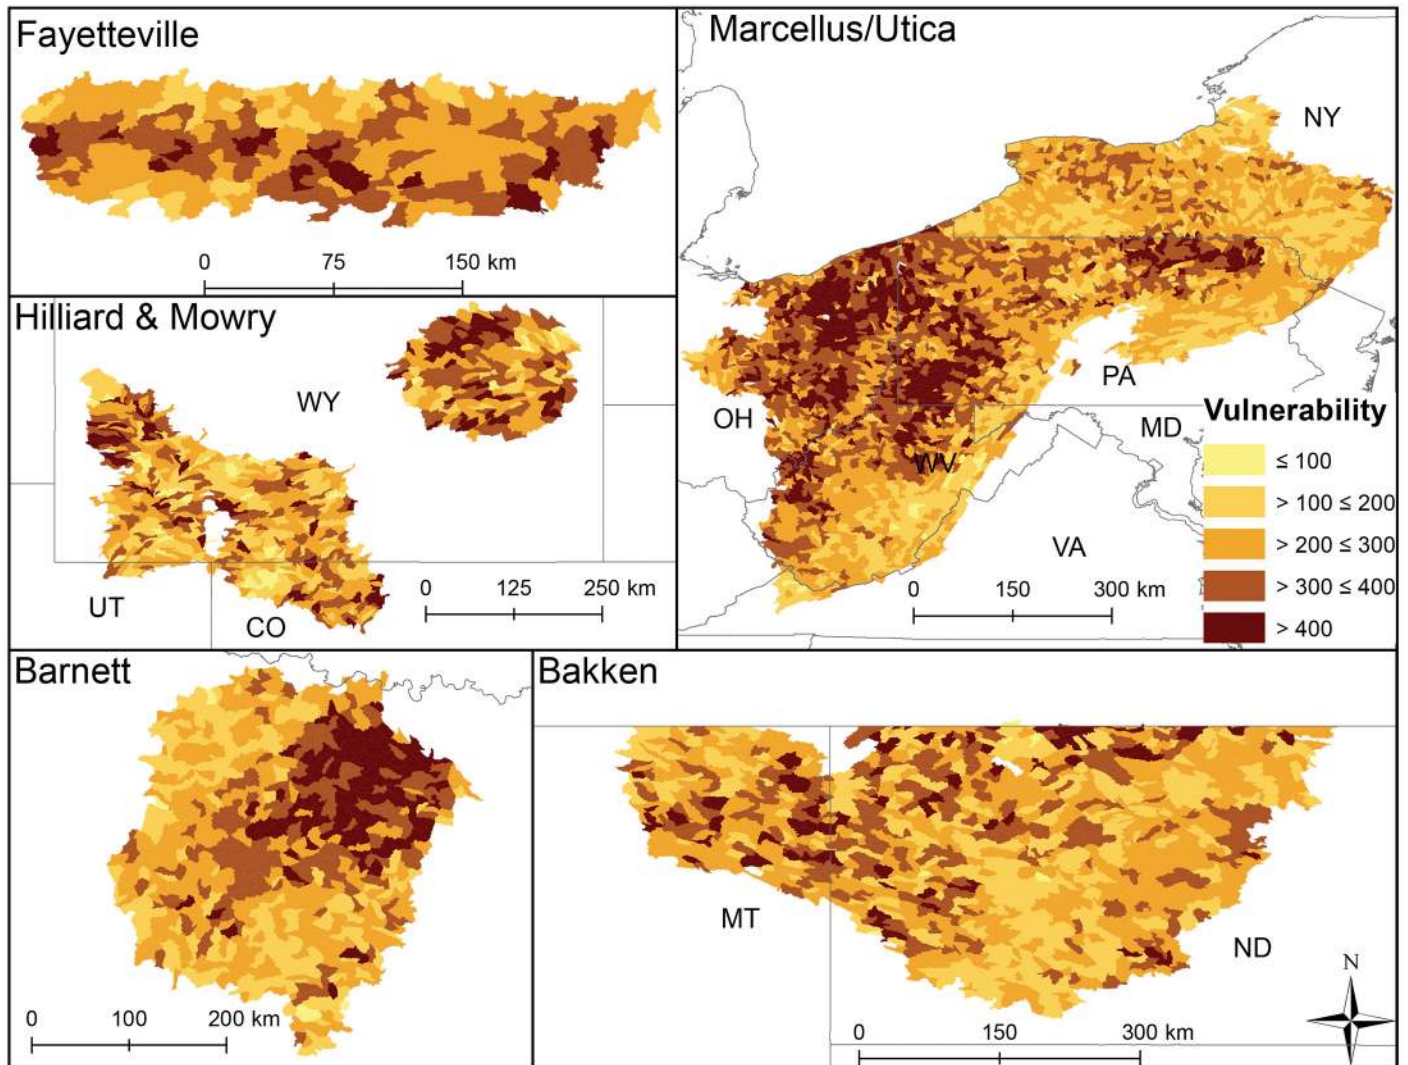 Fayetteville
0 75 150 km
Marcellus/Utica
NY
PA
OH
MD
WV
VA
0 150 300 km
Vulnerability
≤ 100
> 100 ≤ 200
> 200 ≤ 300
> 300 ≤ 400
> 400
Hilliard & Mowry
WY
UT
CO
0 125 250 km
Barnett
0 100 200 km
Bakken
MT
ND
N
0 150 300 km